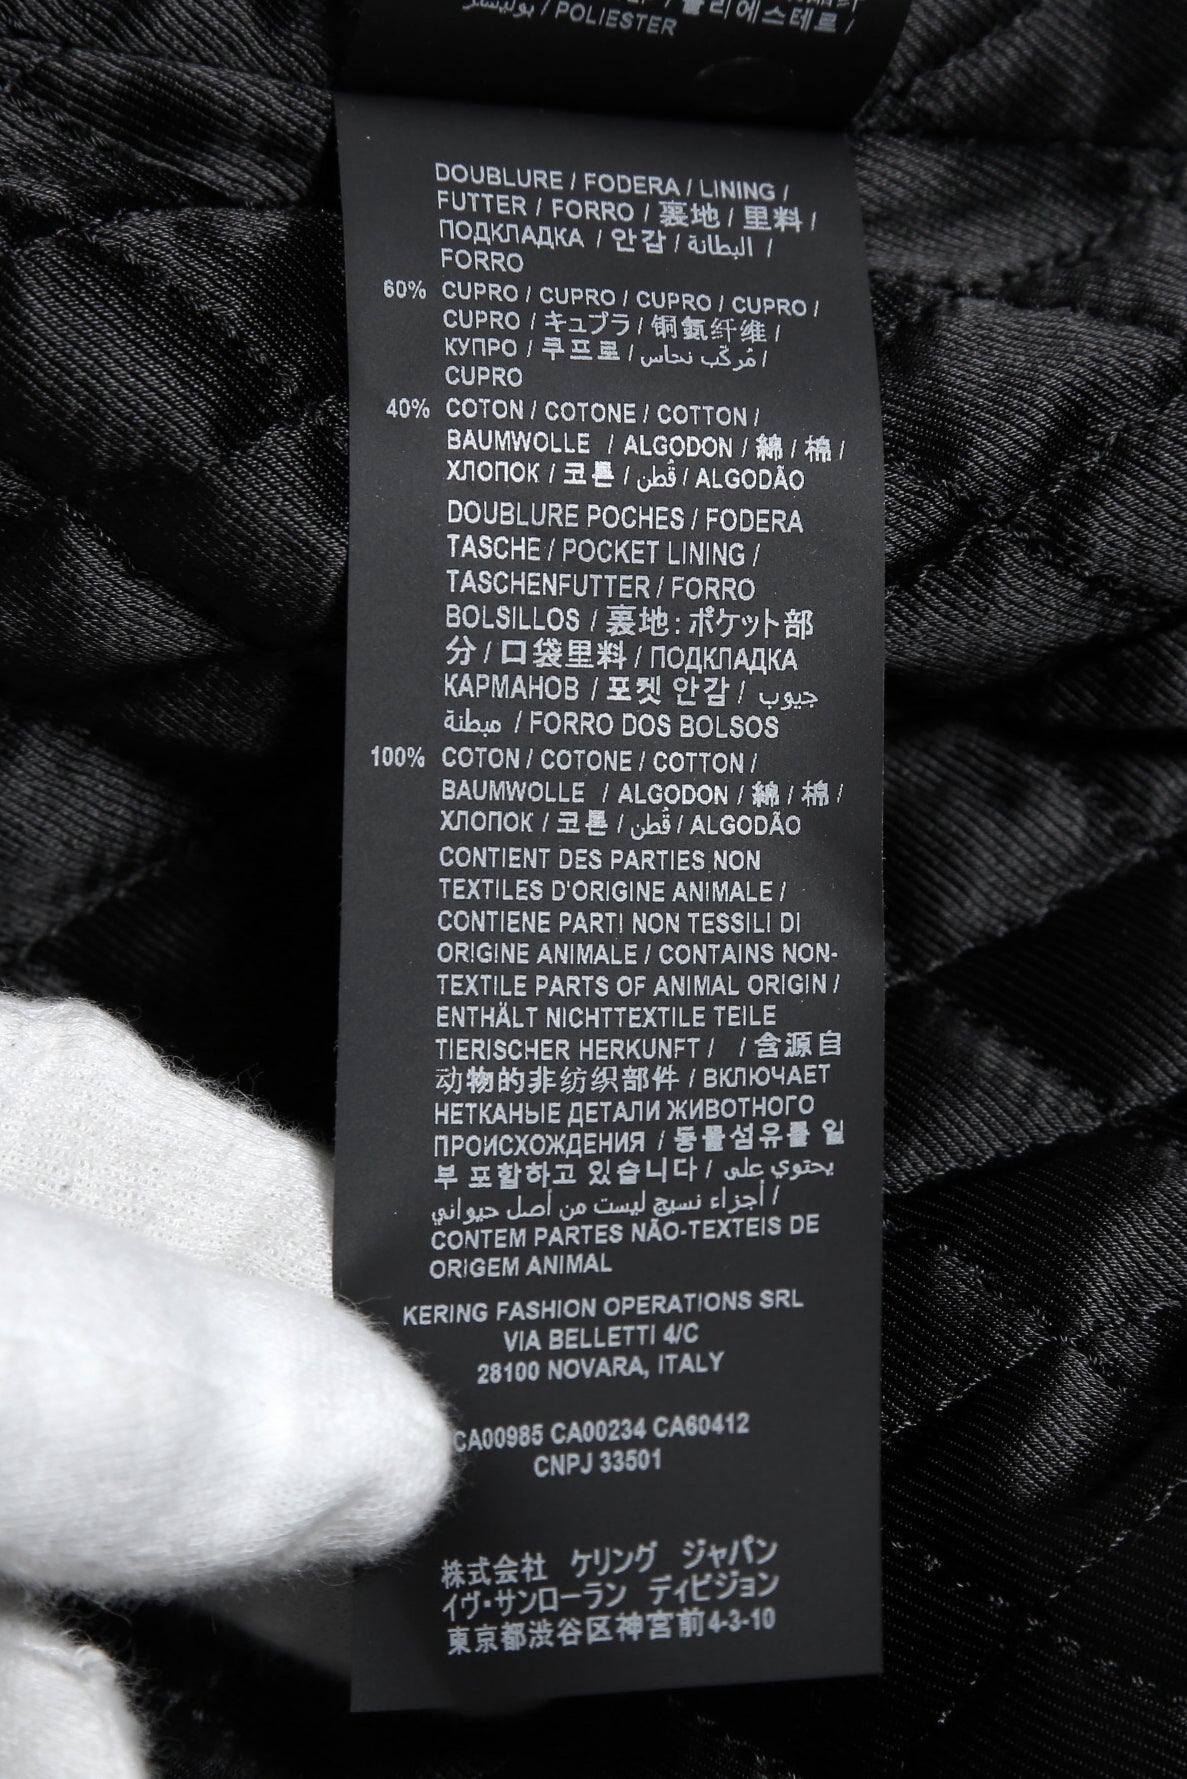 بوليستر / POLIESTER / 폴리에스테르 /
DOUBLURE / FODERA / LINING /
FUTTER / FORRO / 裏地 / 里料 /
ПОДКЛАДКА / 안감 / البطانة /
FORRO
60% CUPRO / CUPRO / CUPRO / CUPRO /
CUPRO / キュプラ / 铜氨纤维 /
КУПРО / 쿠프로 / مُركّب نحاس /
CUPRO
40% COTON / COTONE / COTTON /
BAUMWOLLE / ALGODON / 綿 / 棉 /
ХЛОПОК / 코튼 / قُطن / ALGODÃO
DOUBLURE POCHES / FODERA
TASCHE / POCKET LINING /
TASCHENFUTTER / FORRO
BOLSILLOS / 裏地:ポケット部
分 / 口袋里料 / ПОДКЛАДКА
КАРМАНОВ / 포켓 안감 / جيوب
مبطنة / FORRO DOS BOLSOS
100% COTON / COTONE / COTTON /
BAUMWOLLE / ALGODON / 綿 / 棉 /
ХЛОПОК / 코튼 / قُطن / ALGODÃO
CONTIENT DES PARTIES NON
TEXTILES D'ORIGINE ANIMALE /
CONTIENE PARTI NON TESSILI DI
ORIGINE ANIMALE / CONTAINS NON-
TEXTILE PARTS OF ANIMAL ORIGIN /
ENTHÄLT NICHTTEXTILE TEILE
TIERISCHER HERKUNFT / / 含源自
动物的非纺织部件 / ВКЛЮЧАЕТ
НЕТКАНЫЕ ДЕТАЛИ ЖИВОТНОГО
ПРОИСХОЖДЕНИЯ / 동물섬유를 일
부 포함하고 있습니다 / يحتوي على
أجزاء نسيج ليست من أصل حيواني /
CONTEM PARTES NÃO-TEXTEIS DE
ORIGEM ANIMAL
KERING FASHION OPERATIONS SRL
VIA BELLETTI 4/C
28100 NOVARA, ITALY
CA00985 CA00234 CA60412
CNPJ 33501
株式会社 ケリング ジャパン
イヴ・サンローラン ディビジョン
東京都渋谷区神宮前4-3-10